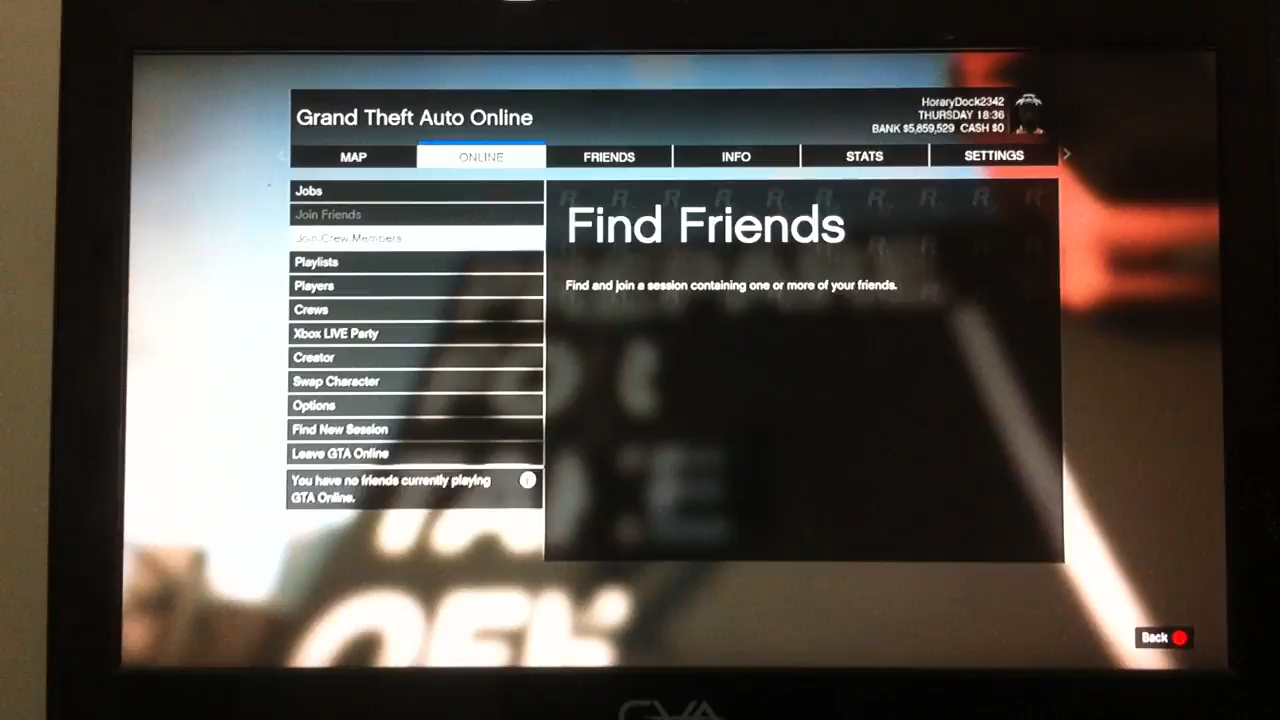 Grand Theft Auto Online
HoraryDock2342
THURSDAY 18:36
BANK $5,659,529 CASH $0
MAP
ONLINE
FRIENDS
INFO
STATS
SETTINGS
Jobs
Join Friends
Join Crew Members
Playlists
Players
Crews
Xbox LIVE Party
Creator
Swap Character
Options
Find New Session
Leave GTA Online
You have no friends currently playing
GTA Online.
Find Friends
Find and join a session containing one or more of your friends.
Back